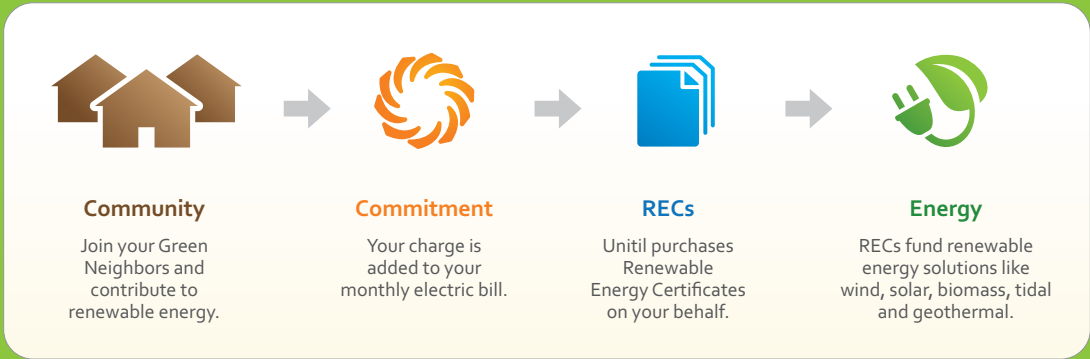 Community
Join your Green
Neighbors and
contribute to
renewable energy.
Commitment
Your charge is
added to your
monthly electric bill.
RECs
Unitil purchases
Renewable
Energy Certificates
on your behalf.
Energy
RECs fund renewable
energy solutions like
wind, solar, biomass, tidal
and geothermal.